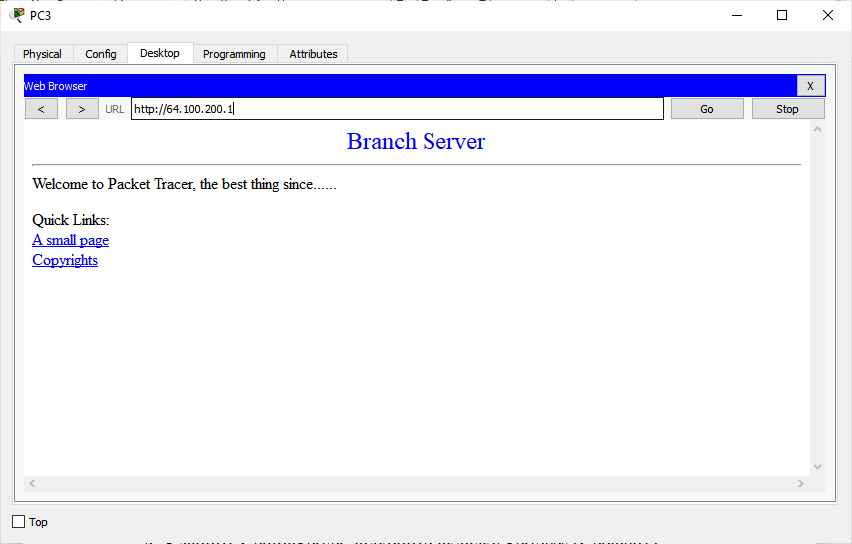 PC3
Physical Config Desktop Programming Attributes
Web Browser X
< > URL http://64.100.200.1 Go Stop
Branch Server
Welcome to Packet Tracer, the best thing since......
Quick Links:
A small page
Copyrights
Top